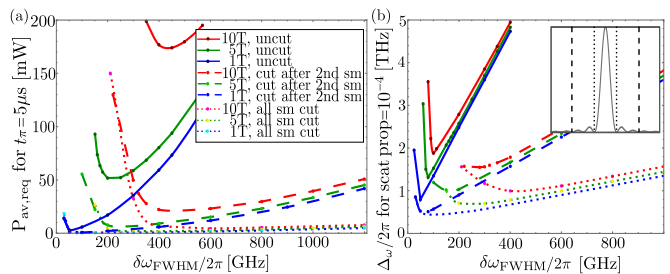 (a)
P_av,req for t_π=5μs [mW]
200
150
100
50
0
10T, uncut
5T, uncut
1T, uncut
10T, cut after 2nd sm
5T, cut after 2nd sm
1T, cut after 2nd sm
10T, all sm cut
5T, all sm cut
1T, all sm cut
0 200 400 600 800 1000
δω_FWHM/2π [GHz]
(b)
Δ_ω/2π for scat prop=10⁻⁴ [THz]
5
4
3
2
1
0
0 200 400 600 800
δω_FWHM/2π [GHz]